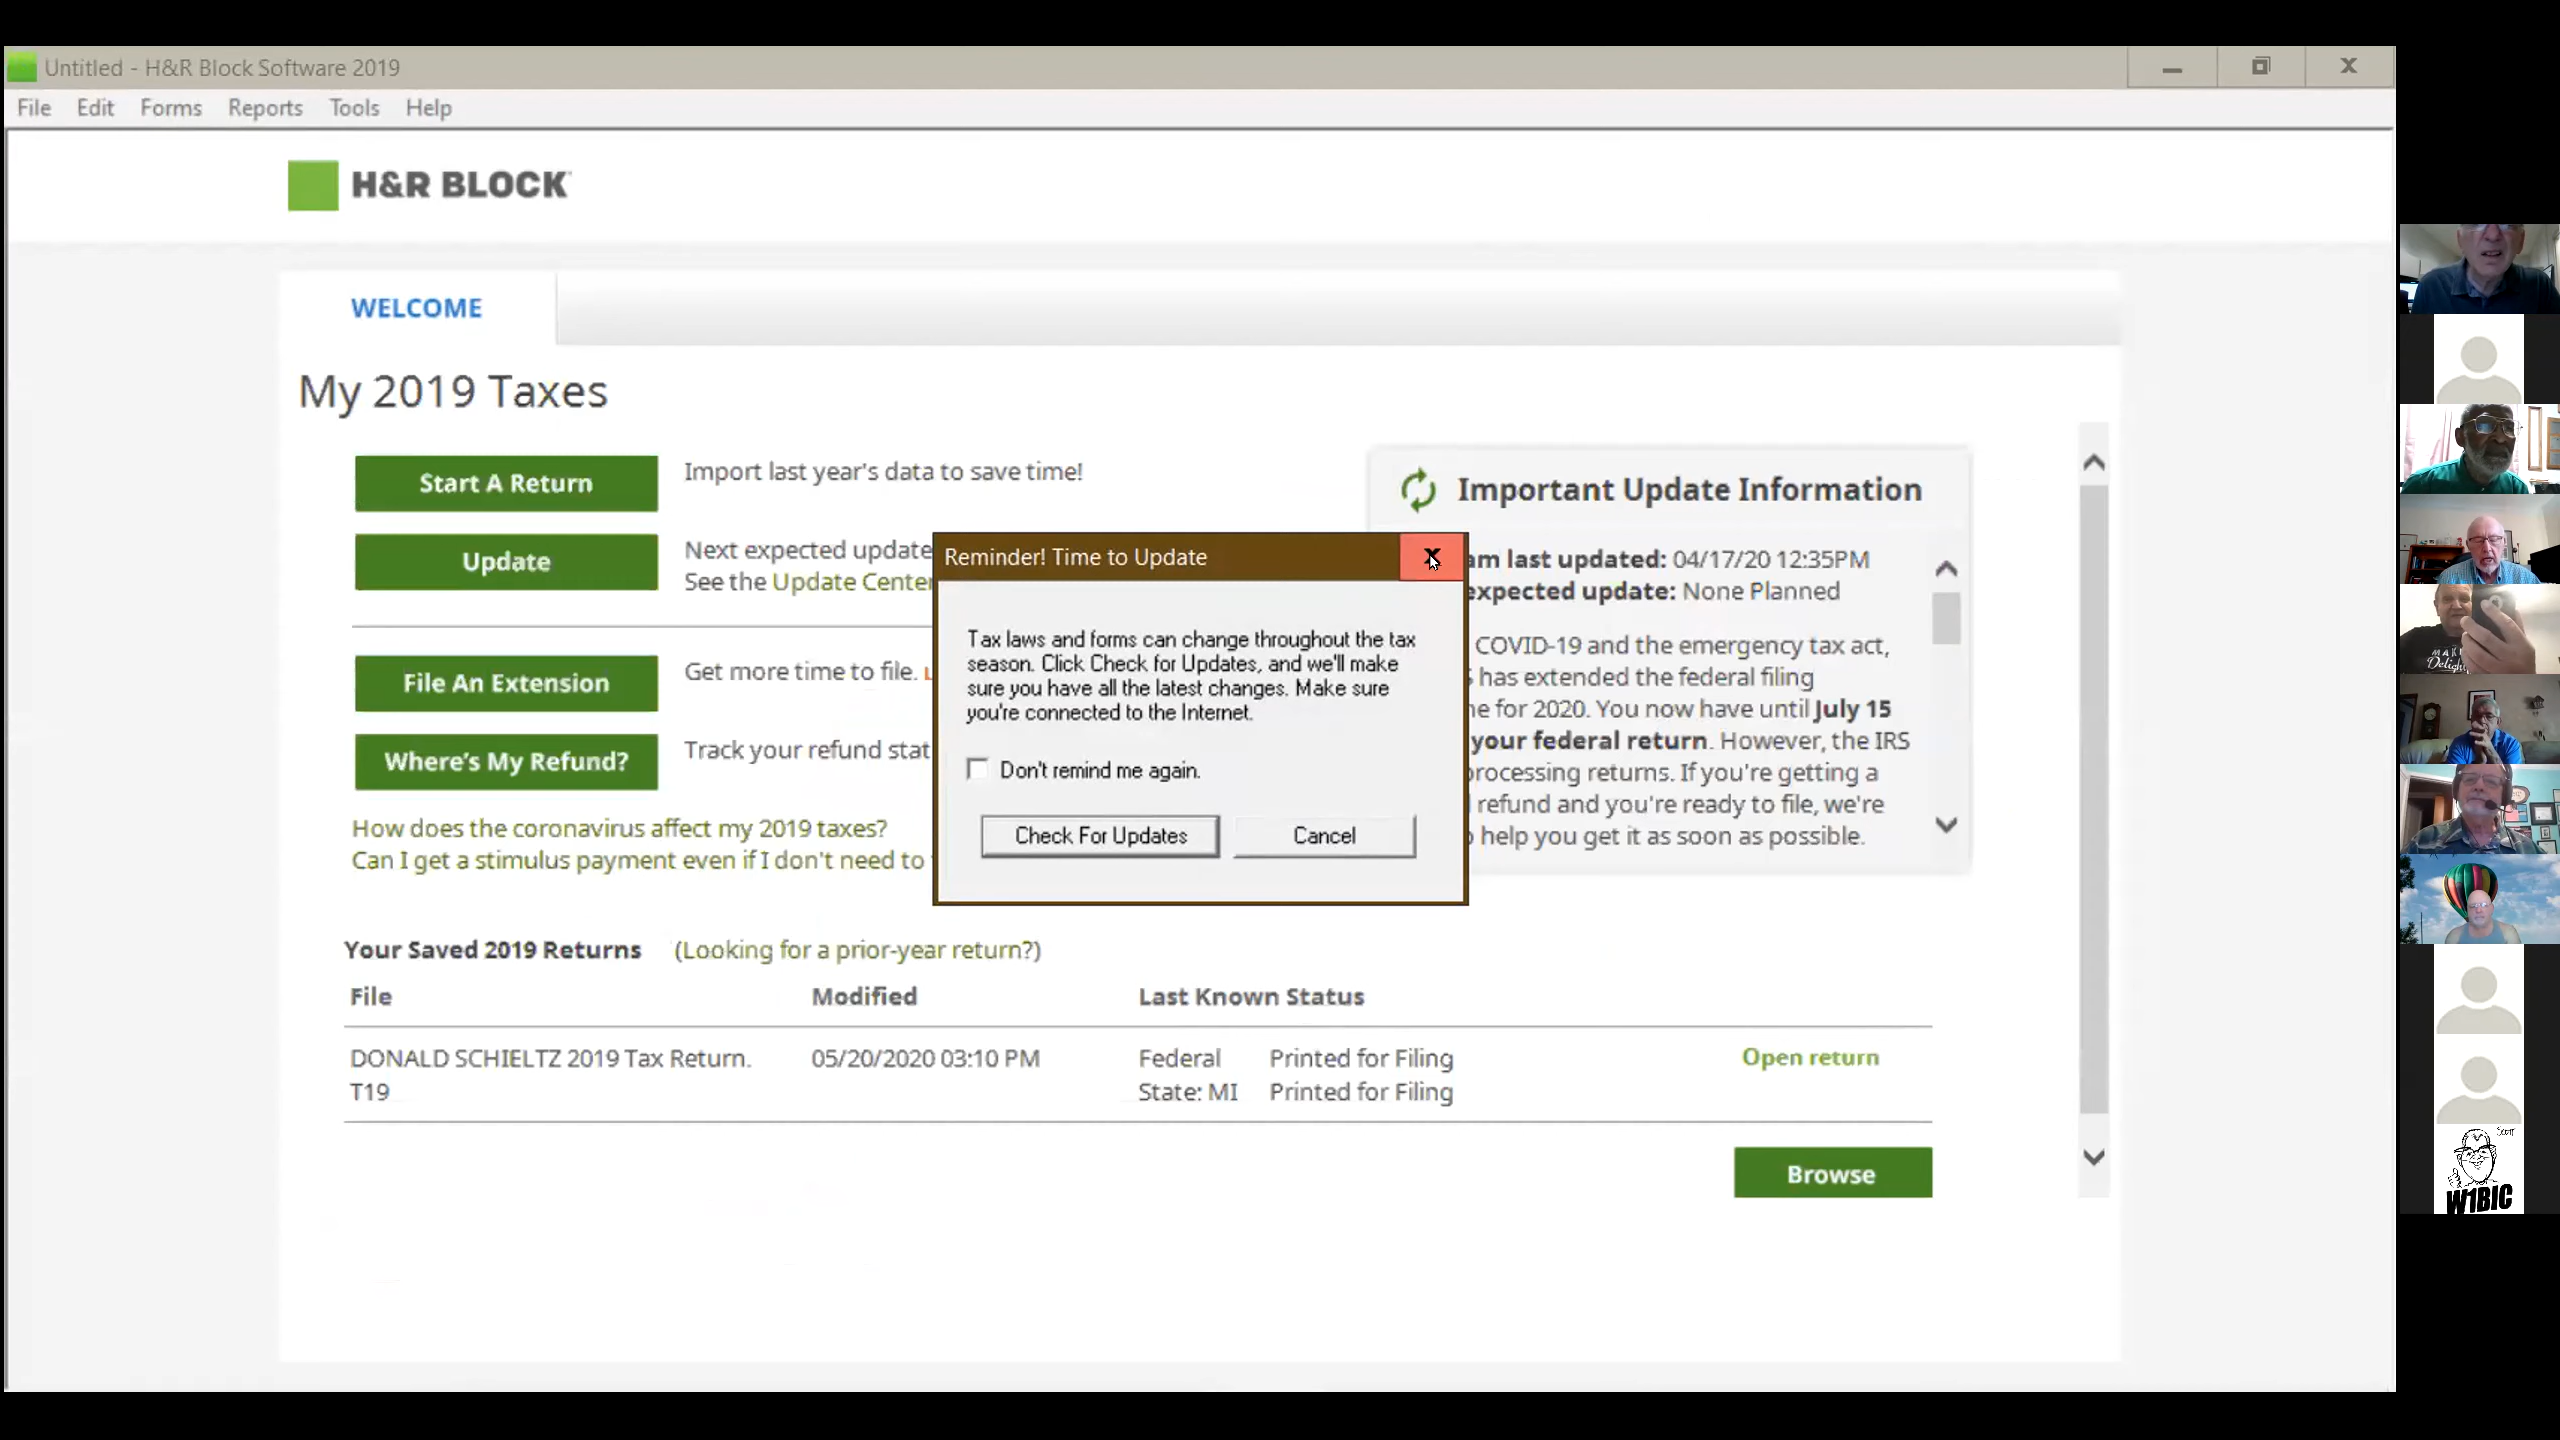 Untitled - H&R Block Software 2019
File Edit Forms Reports Tools Help
H&R BLOCK
WELCOME
My 2019 Taxes
Start A Return
Import last year's data to save time!
Update
Next expected update
See the Update Center
File An Extension
Get more time to file.
Where's My Refund?
Track your refund stat
How does the coronavirus affect my 2019 taxes?
Can I get a stimulus payment even if I don't need to
Important Update Information
am last updated: 04/17/20 12:35PM
expected update: None Planned
COVID-19 and the emergency tax act,
has extended the federal filing
e for 2020. You now have until July 15
your federal return. However, the IRS
rocessing returns. If you're getting a
refund and you're ready to file, we're
help you get it as soon as possible.
Reminder! Time to Update
Tax laws and forms can change throughout the tax
season. Click Check for Updates, and we'll make
sure you have all the latest changes. Make sure
you're connected to the Internet.
Don't remind me again.
Check For Updates Cancel
Your Saved 2019 Returns (Looking for a prior-year return?)
File Modified Last Known Status
DONALD SCHIELTZ 2019 Tax Return. 05/20/2020 03:10 PM Federal Printed for Filing Open return
T19 State: MI Printed for Filing
Browse
Scott
W1BIC